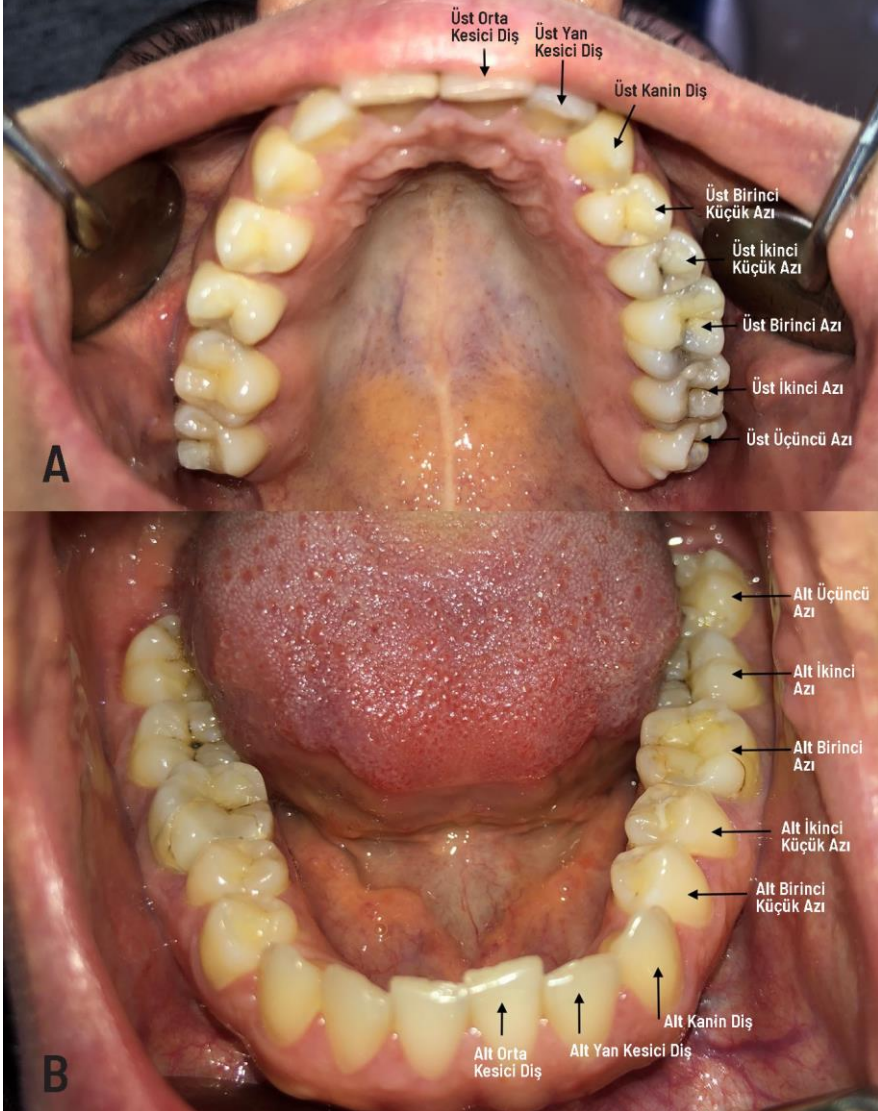 Üst Orta
Kesici Diş
Üst Yan
Kesici Diş
Üst Kanin Diş
Üst Birinci
Küçük Azı
Üst İkinci
Küçük Azı
Üst Birinci Azı
Üst İkinci Azı
Üst Üçüncü Azı
A
Alt Üçüncü
Azı
Alt İkinci
Azı
Alt Birinci
Azı
Alt İkinci
Küçük Azı
Alt Birinci
Küçük Azı
Alt Kanin Diş
Alt Yan Kesici Diş
Alt Orta
Kesici Diş
B